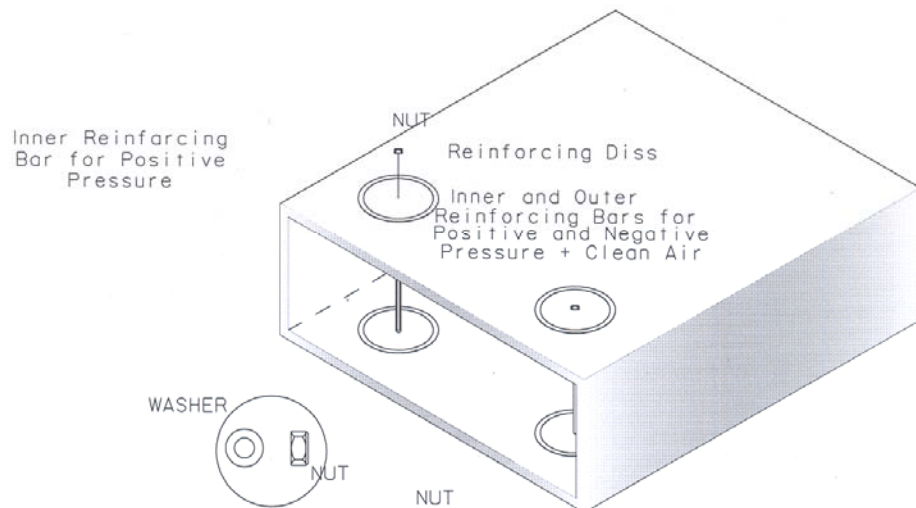 NUT
Inner Reinfarcing
Bar for Positive
Pressure
Reinforcing Diss
Inner and Outer
Reinforcing Bars for
Positive and Negative
Pressure + Clean Air
WASHER
NUT
NUT